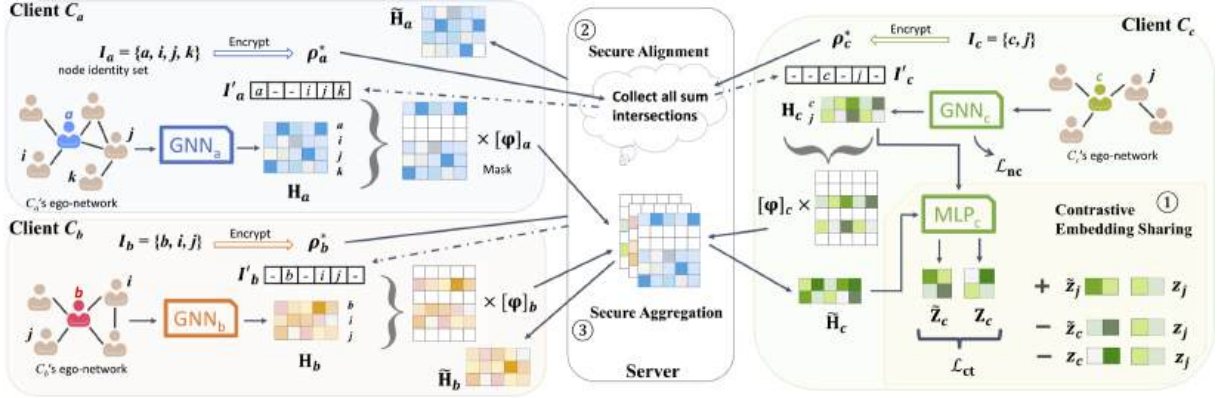 Client C_a
I_a = {a, i, j, k}
node identity set
Encrypt
ρ*_a
H̃_a
I'_a a - - i j k
a
i
j
k
GNN_a
a
i
j
k
H_a
× [φ]_a
Mask
C_a's ego-network
Client C_b
I_b = {b, i, j}
Encrypt
ρ*_b
I'_b - b - i j -
b
i
j
GNN_b
b
i
j
H_b
× [φ]_b
H̃_b
C_b's ego-network
②
Secure Alignment
Collect all sum
intersections
Secure Aggregation
③
Server
Client C_c
ρ*_c
Encrypt
I_c = {c, j}
- - c - j - I'_c
H_c
c
j
GNN_c
c
j
C_c's ego-network
ℒ_nc
[φ]_c ×
MLP_c
①
Contrastive
Embedding Sharing
H̃_c
Z̃_c
Z_c
ℒ_ct
+ z̃_j z_j
− z̃_c z_j
− z_c z_j